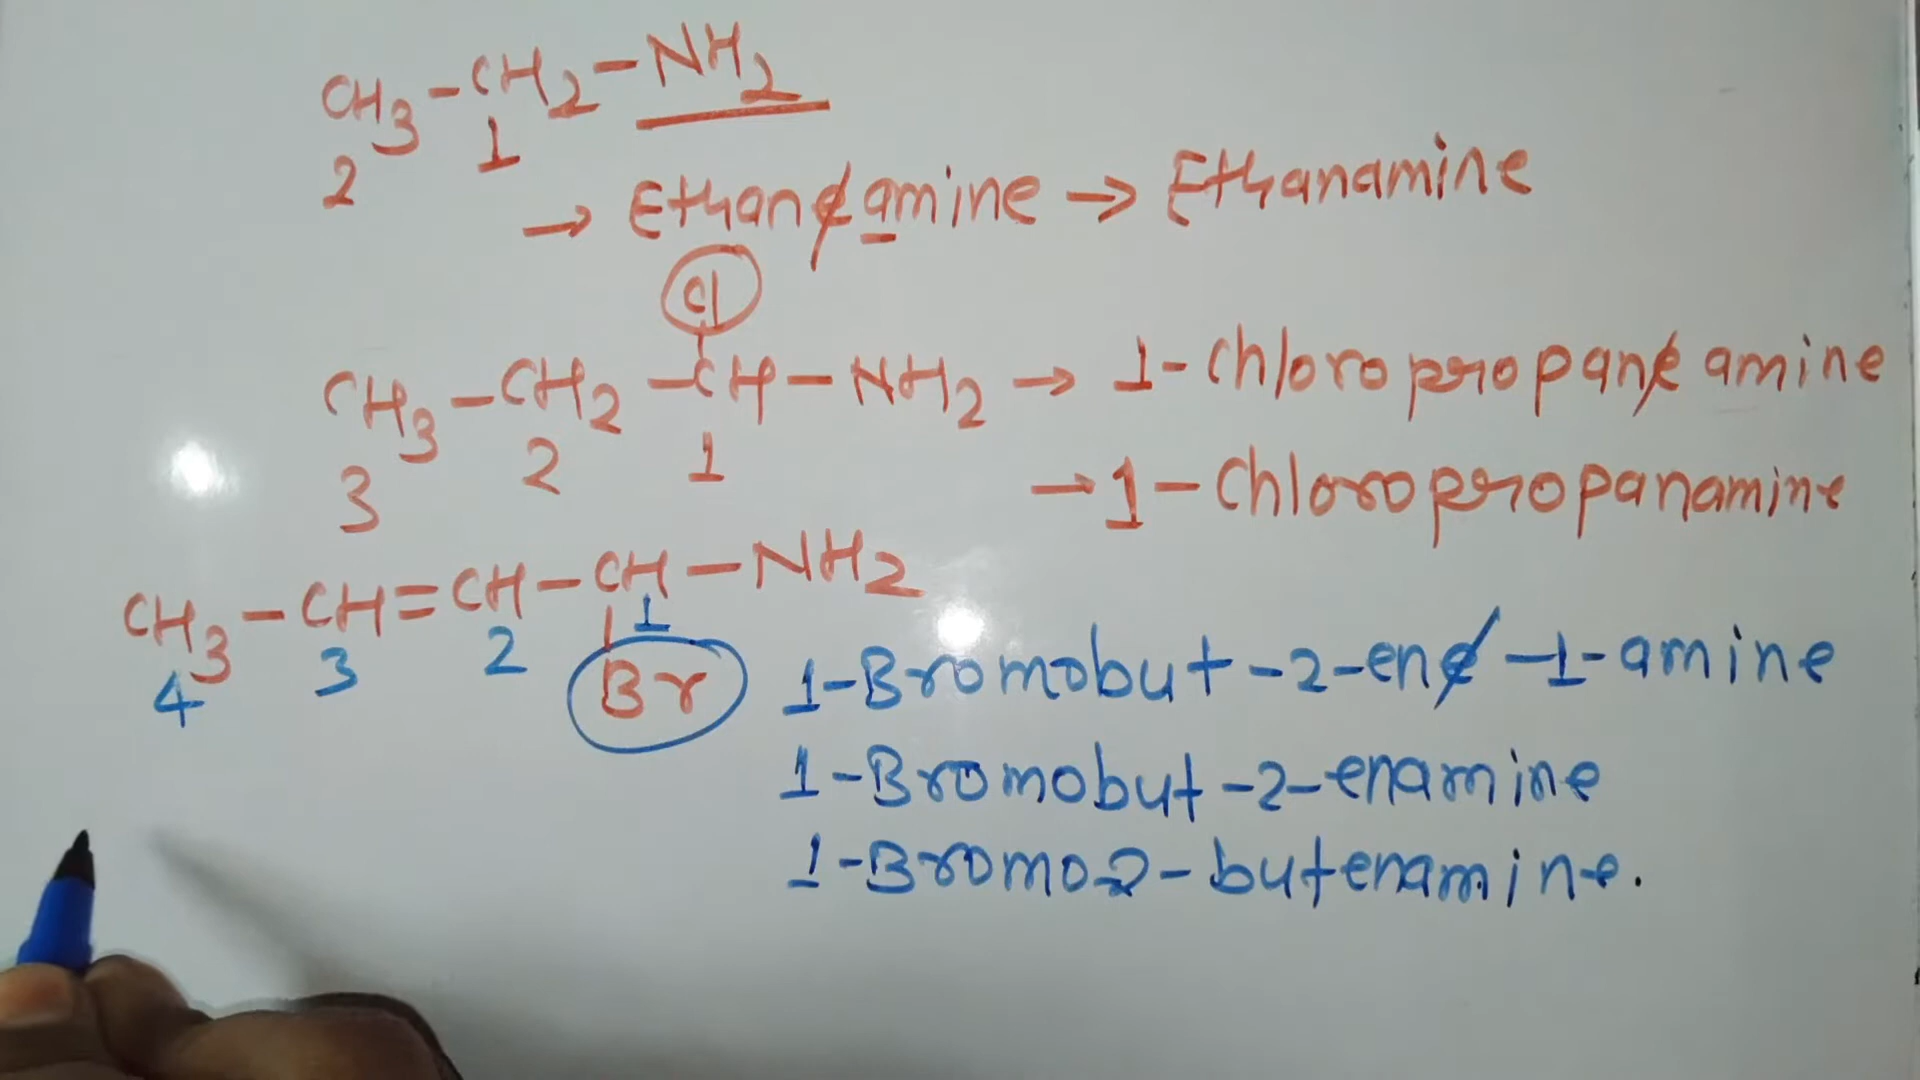 CH3-CH2-NH2
2 1
→ Ethaneamine → Ethanamine
Cl
CH3-CH2-CH-NH2 → 1-Chloropropaneamine
3 2 1
→ 1-Chloropropanamine
CH3-CH=CH-CH-NH2
4 3 2 1
Br
1-Bromobut-2-ene-1-amine
1-Bromobut-2-enamine
1-Bromo2-butenamine.